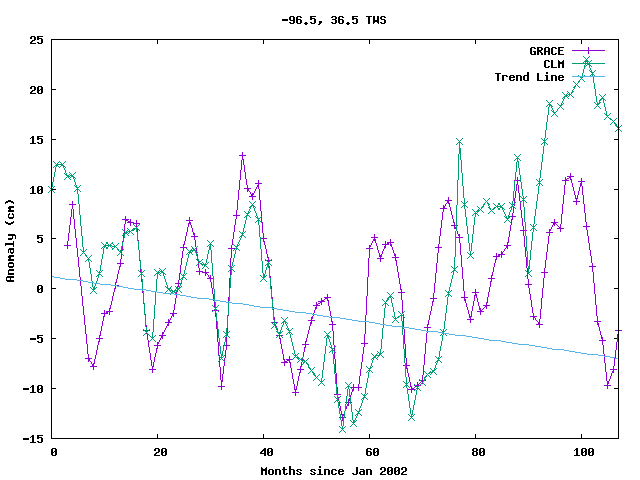 -96.5, 36.5 TWS
GRACE
CLM
Trend Line
Anomaly (cm)
25
20
15
10
5
0
-5
-10
-15
0 20 40 60 80 100
Months since Jan 2002